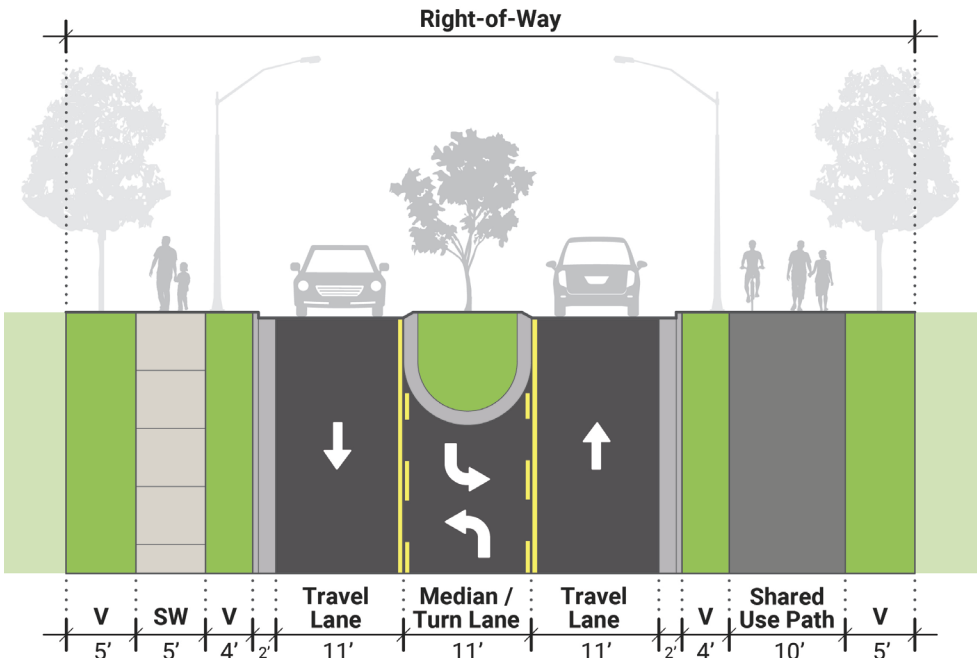 Right-of-Way
V SW V Travel Lane Median / Turn Lane Travel Lane V Shared Use Path V
5' 5' 4' 2' 11' 11' 11' 2' 4' 10' 5'